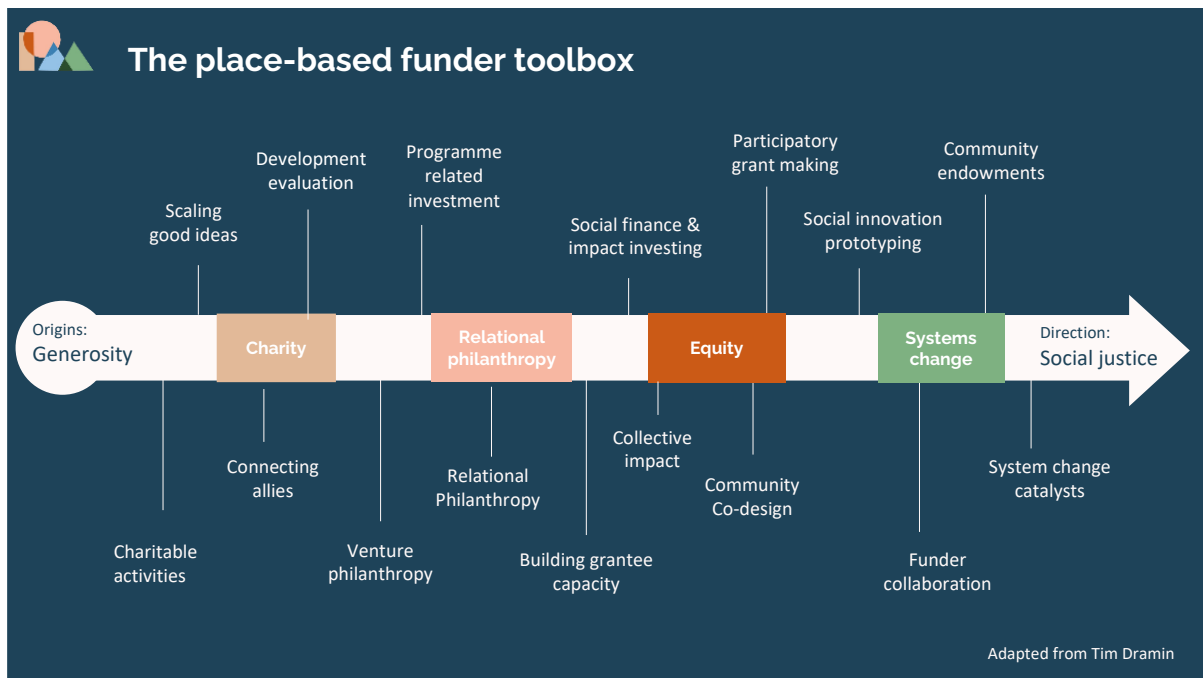 The place-based funder toolbox
Development
evaluation
Programme
related
investment
Participatory
grant making
Community
endowments
Scaling
good ideas
Social finance &
impact investing
Social innovation
prototyping
Origins:
Generosity
Charity
Relational
philanthropy
Equity
Systems
change
Direction:
Social justice
Connecting
allies
Relational
Philanthropy
Collective
impact
Community
Co-design
System change
catalysts
Charitable
activities
Venture
philanthropy
Building grantee
capacity
Funder
collaboration
Adapted from Tim Dramin